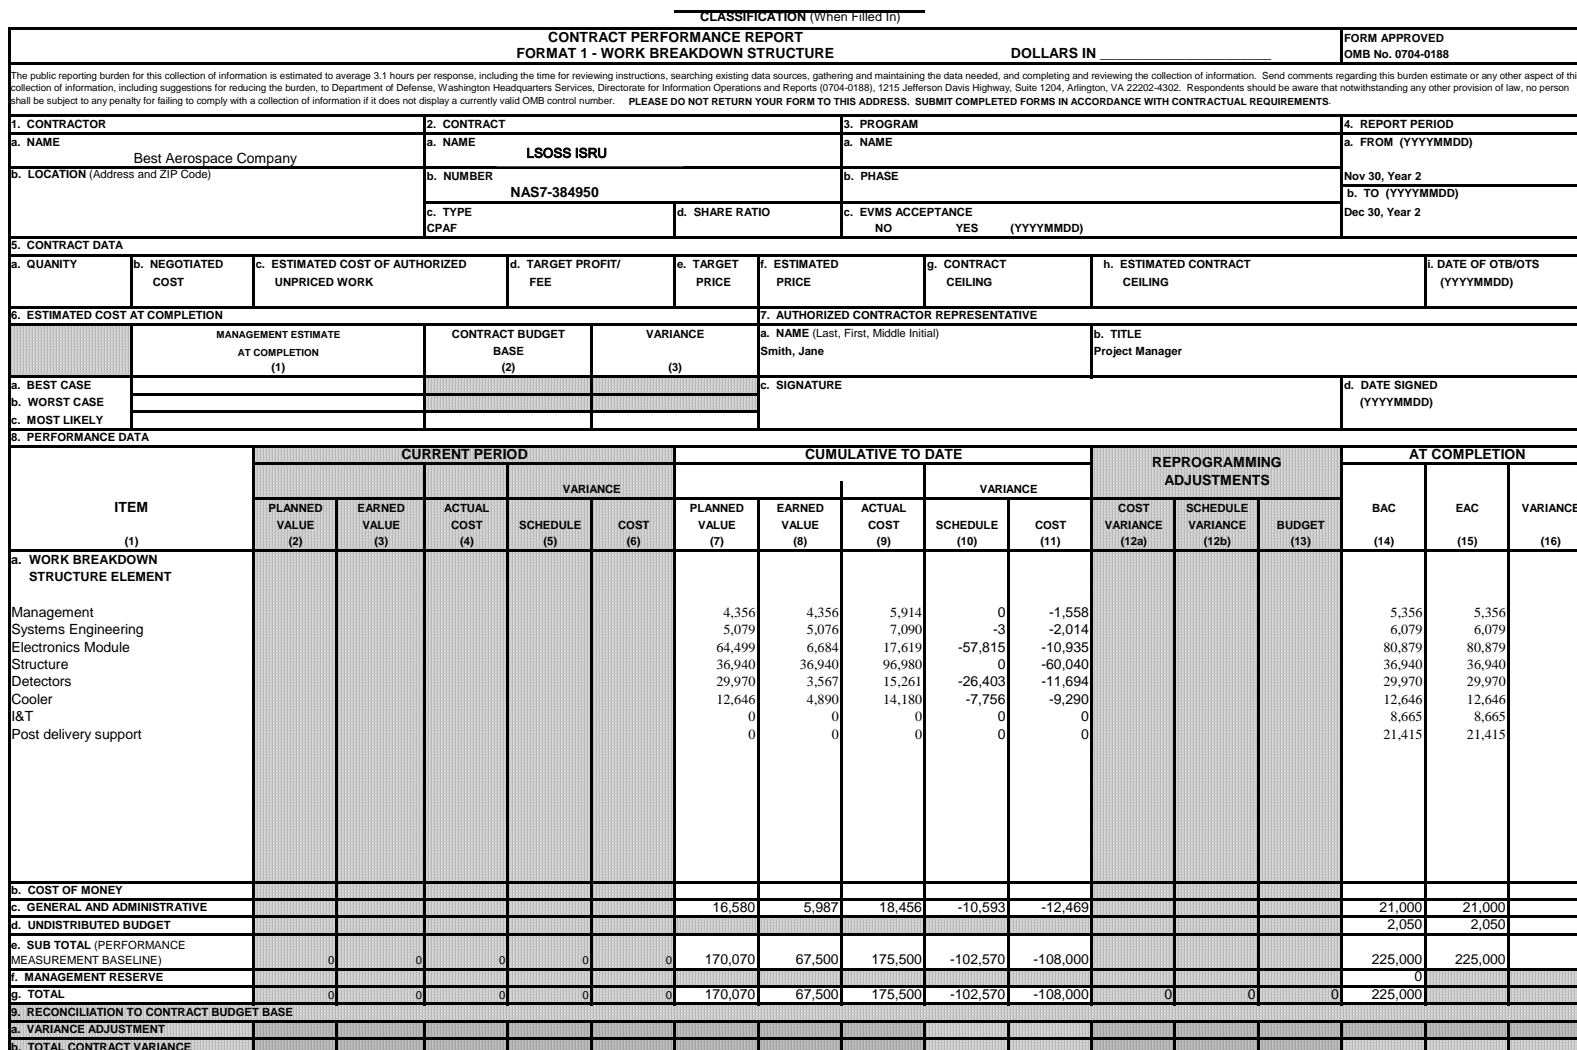 CLASSIFICATION (When Filled In)
CONTRACT PERFORMANCE REPORT
FORMAT 1 - WORK BREAKDOWN STRUCTURE DOLLARS IN ____________________
FORM APPROVED
OMB No. 0704-0188
The public reporting burden for this collection of information is estimated to average 3.1 hours per response, including the time for reviewing instructions, searching existing data sources, gathering and maintaining the data needed, and completing and reviewing the collection of information. Send comments regarding this burden estimate or any other aspect of thi
collection of information, including suggestions for reducing the burden, to Department of Defense, Washington Headquarters Services, Directorate for Information Operations and Reports (0704-0188), 1215 Jefferson Davis Highway, Suite 1204, Arlington, VA 22202-4302. Respondents should be aware that notwithstanding any other provision of law, no person
shall be subject to any penalty for failing to comply with a collection of information if it does not display a currently valid OMB control number. PLEASE DO NOT RETURN YOUR FORM TO THIS ADDRESS. SUBMIT COMPLETED FORMS IN ACCORDANCE WITH CONTRACTUAL REQUIREMENTS.
1. CONTRACTOR 2. CONTRACT 3. PROGRAM 4. REPORT PERIOD
a. NAME
Best Aerospace Company
a. NAME
LSOSS ISRU
a. NAME
a. FROM (YYYYMMDD)
b. LOCATION (Address and ZIP Code)
b. NUMBER
NAS7-384950
b. PHASE
Nov 30, Year 2
b. TO (YYYYMMDD)
c. TYPE
CPAF
d. SHARE RATIO
c. EVMS ACCEPTANCE
NO YES (YYYYMMDD)
Dec 30, Year 2
5. CONTRACT DATA
a. QUANITY
b. NEGOTIATED
COST
c. ESTIMATED COST OF AUTHORIZED
UNPRICED WORK
d. TARGET PROFIT/
FEE
e. TARGET
PRICE
f. ESTIMATED
PRICE
g. CONTRACT
CEILING
h. ESTIMATED CONTRACT
CEILING
i. DATE OF OTB/OTS
(YYYYMMDD)
6. ESTIMATED COST AT COMPLETION 7. AUTHORIZED CONTRACTOR REPRESENTATIVE
MANAGEMENT ESTIMATE
AT COMPLETION
(1)
CONTRACT BUDGET
BASE
(2)
VARIANCE
(3)
a. NAME (Last, First, Middle Initial)
Smith, Jane
b. TITLE
Project Manager
a. BEST CASE
b. WORST CASE
c. MOST LIKELY
c. SIGNATURE
d. DATE SIGNED
(YYYYMMDD)
8. PERFORMANCE DATA
CURRENT PERIOD CUMULATIVE TO DATE REPROGRAMMING AT COMPLETION
ADJUSTMENTS
VARIANCE VARIANCE
ITEM PLANNED EARNED ACTUAL PLANNED EARNED ACTUAL COST SCHEDULE BAC EAC VARIANCE
VALUE VALUE COST SCHEDULE COST VALUE VALUE COST SCHEDULE COST VARIANCE VARIANCE BUDGET
(1) (2) (3) (4) (5) (6) (7) (8) (9) (10) (11) (12a) (12b) (13) (14) (15) (16)
a. WORK BREAKDOWN
STRUCTURE ELEMENT
Management 4,356 4,356 5,914 0 -1,558 5,356 5,356
Systems Engineering 5,079 5,076 7,090 -3 -2,014 6,079 6,079
Electronics Module 64,499 6,684 17,619 -57,815 -10,935 80,879 80,879
Structure 36,940 36,940 96,980 0 -60,040 36,940 36,940
Detectors 29,970 3,567 15,261 -26,403 -11,694 29,970 29,970
Cooler 12,646 4,890 14,180 -7,756 -9,290 12,646 12,646
I&T 0 0 0 0 0 8,665 8,665
Post delivery support 0 0 0 0 0 21,415 21,415
b. COST OF MONEY
c. GENERAL AND ADMINISTRATIVE 16,580 5,987 18,456 -10,593 -12,469 21,000 21,000
d. UNDISTRIBUTED BUDGET 2,050 2,050
e. SUB TOTAL (PERFORMANCE
MEASUREMENT BASELINE) 0 0 0 0 0 170,070 67,500 175,500 -102,570 -108,000 225,000 225,000
f. MANAGEMENT RESERVE 0
g. TOTAL 0 0 0 0 0 170,070 67,500 175,500 -102,570 -108,000 0 0 0 225,000
9. RECONCILIATION TO CONTRACT BUDGET BASE
a. VARIANCE ADJUSTMENT
b. TOTAL CONTRACT VARIANCE